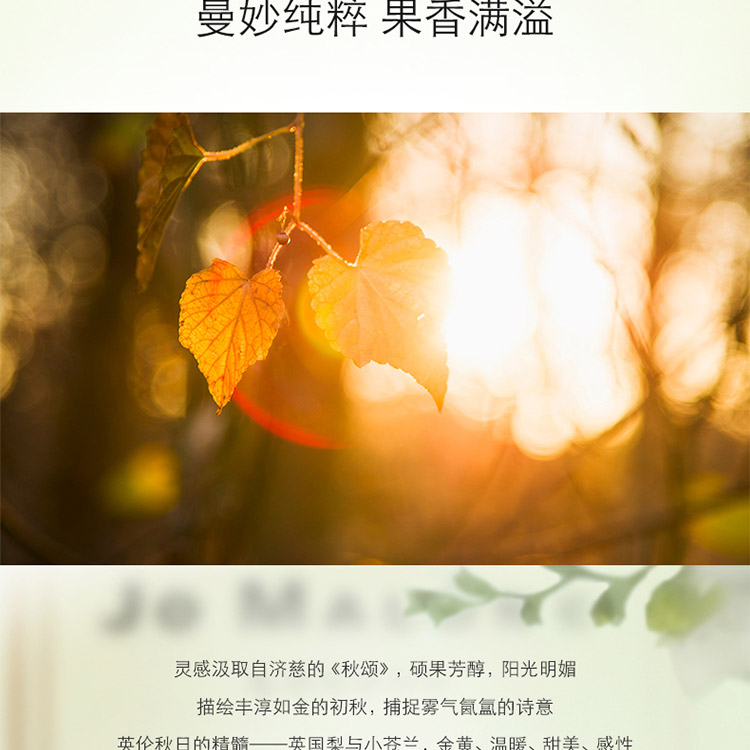 曼妙纯粹 果香满溢
Jo MALONE
灵感汲取自济慈的《秋颂》，硕果芳醇，阳光明媚
描绘丰淳如金的初秋，捕捉雾气氤氲的诗意
英伦秋日的精髓——英国梨与小苍兰，金黄、温暖、甜美、感性